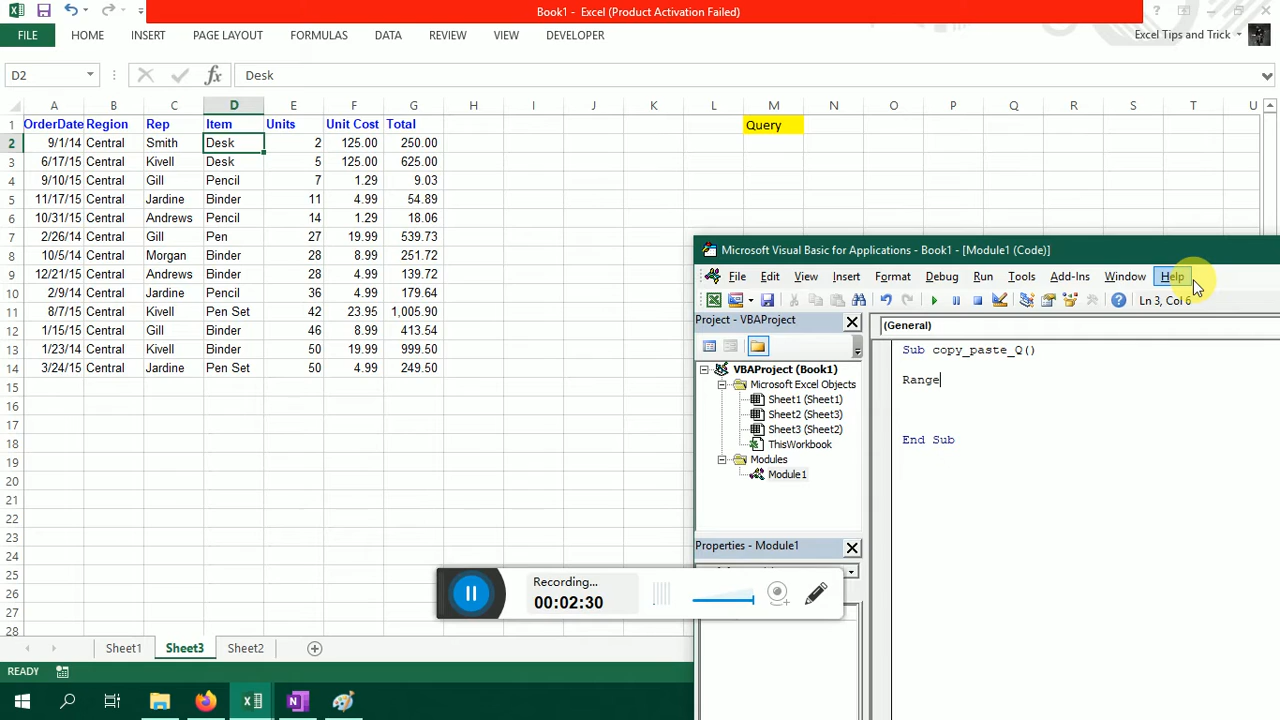 Book1 - Excel (Product Activation Failed)
FILE HOME INSERT PAGE LAYOUT FORMULAS DATA REVIEW VIEW DEVELOPER Excel Tips and Trick
D2 fx Desk
A B C D E F G H I J K L M N O P Q R S T U
1 OrderDate Region Rep Item Units Unit Cost Total Query
2 9/1/14 Central Smith Desk 2 125.00 250.00
3 6/17/15 Central Kivell Desk 5 125.00 625.00
4 9/10/15 Central Gill Pencil 7 1.29 9.03
5 11/17/15 Central Jardine Binder 11 4.99 54.89
6 10/31/15 Central Andrews Pencil 14 1.29 18.06
7 2/26/14 Central Gill Pen 27 19.99 539.73
8 10/5/14 Central Morgan Binder 28 8.99 251.72
9 12/21/15 Central Andrews Binder 28 4.99 139.72
10 2/9/14 Central Jardine Pencil 36 4.99 179.64
11 8/7/15 Central Kivell Pen Set 42 23.95 1,005.90
12 1/15/15 Central Gill Binder 46 8.99 413.54
13 1/23/14 Central Kivell Binder 50 19.99 999.50
14 3/24/15 Central Jardine Pen Set 50 4.99 249.50
15
16
17
18
19
20
21
22
23
24
25
26
27
28
Microsoft Visual Basic for Applications - Book1 - [Module1 (Code)]
File Edit View Insert Format Debug Run Tools Add-Ins Window Help
Ln 3, Col 6
Project - VBAProject
(General)
VBAProject (Book1)
Microsoft Excel Objects
Sheet1 (Sheet1)
Sheet2 (Sheet3)
Sheet3 (Sheet2)
ThisWorkbook
Modules
Module1
Sub copy_paste_Q()
Range
End Sub
Properties - Module1
Recording...
00:02:30
Sheet1 Sheet3 Sheet2
READY